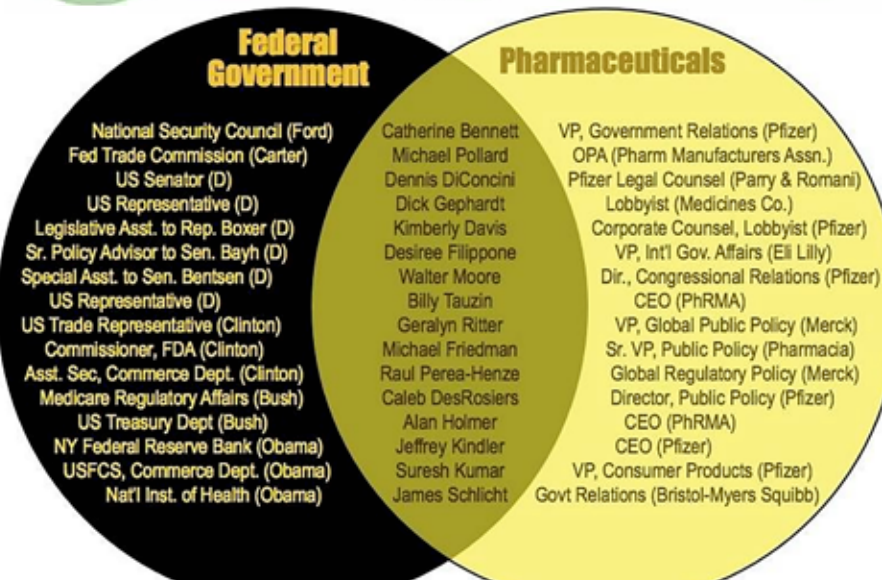 Federal
Government
Pharmaceuticals
National Security Council (Ford) Catherine Bennett VP, Government Relations (Pfizer)
Fed Trade Commission (Carter) Michael Pollard OPA (Pharm Manufacturers Assn.)
US Senator (D) Dennis DiConcini Pfizer Legal Counsel (Parry & Romani)
US Representative (D) Dick Gephardt Lobbyist (Medicines Co.)
Legislative Asst. to Rep. Boxer (D) Kimberly Davis Corporate Counsel, Lobbyist (Pfizer)
Sr. Policy Advisor to Sen. Bayh (D) Desiree Filippone VP, Int'l Gov. Affairs (Eli Lilly)
Special Asst. to Sen. Bentsen (D) Walter Moore Dir., Congressional Relations (Pfizer)
US Representative (D) Billy Tauzin CEO (PhRMA)
US Trade Representative (Clinton) Geralyn Ritter VP, Global Public Policy (Merck)
Commissioner, FDA (Clinton) Michael Friedman Sr. VP, Public Policy (Pharmacia)
Asst. Sec, Commerce Dept. (Clinton) Raul Perea-Henze Global Regulatory Policy (Merck)
Medicare Regulatory Affairs (Bush) Caleb DesRosiers Director, Public Policy (Pfizer)
US Treasury Dept (Bush) Alan Holmer CEO (PhRMA)
NY Federal Reserve Bank (Obama) Jeffrey Kindler CEO (Pfizer)
USFCS, Commerce Dept. (Obama) Suresh Kumar VP, Consumer Products (Pfizer)
Nat'l Inst. of Health (Obama) James Schlicht Govt Relations (Bristol-Myers Squibb)